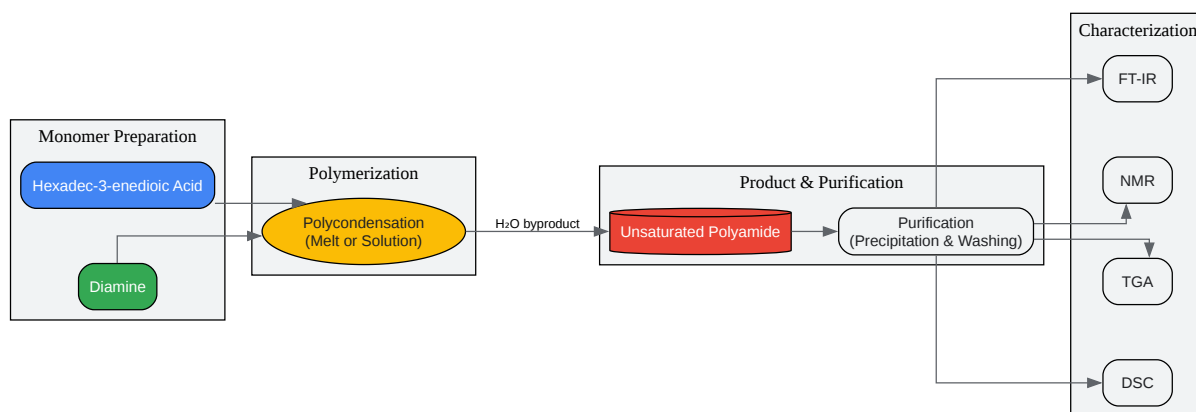 Monomer Preparation
Hexadec-3-enedioic Acid
Diamine
Polymerization
Polycondensation
(Melt or Solution)
H₂O byproduct
Product & Purification
Unsaturated Polyamide
Purification
(Precipitation & Washing)
Characterization
FT-IR
NMR
TGA
DSC